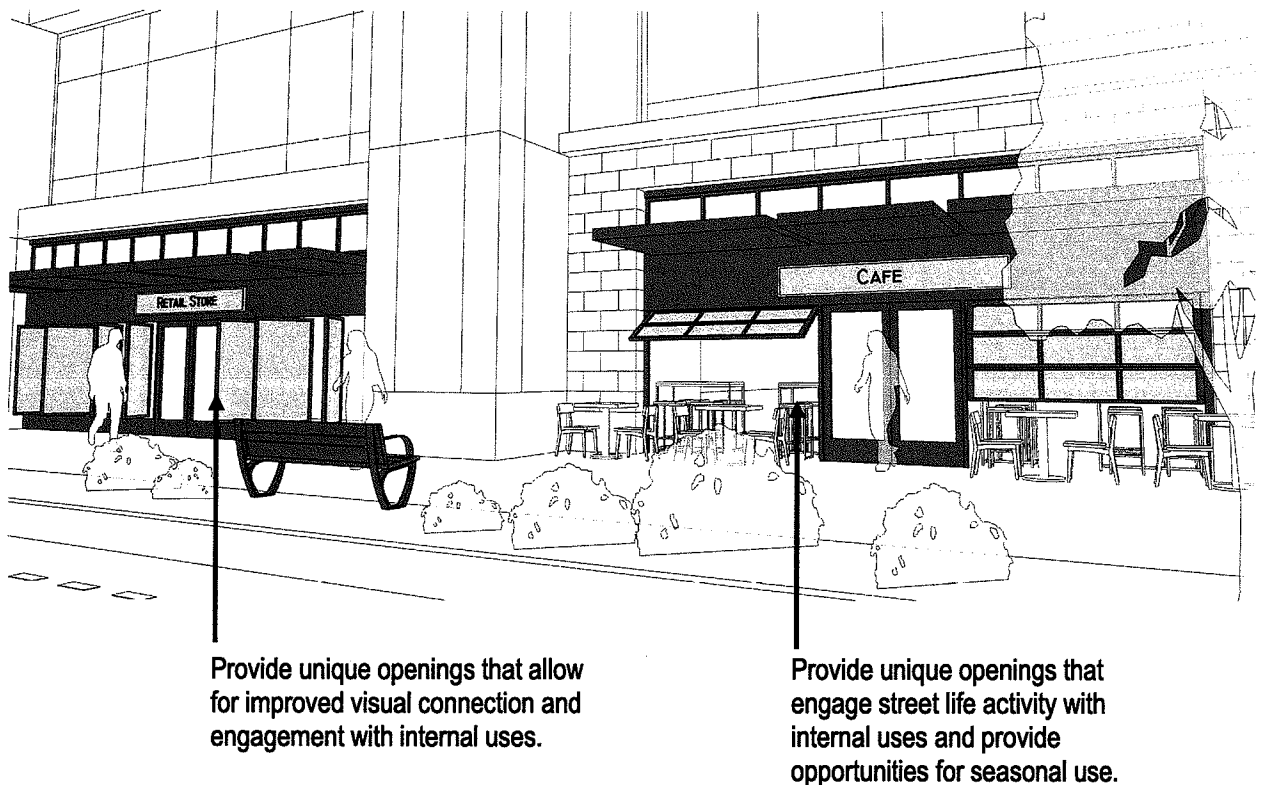 RETAIL STORE
CAFE
Provide unique openings that allow
for improved visual connection and
engagement with internal uses.
Provide unique openings that
engage street life activity with
internal uses and provide
opportunities for seasonal use.